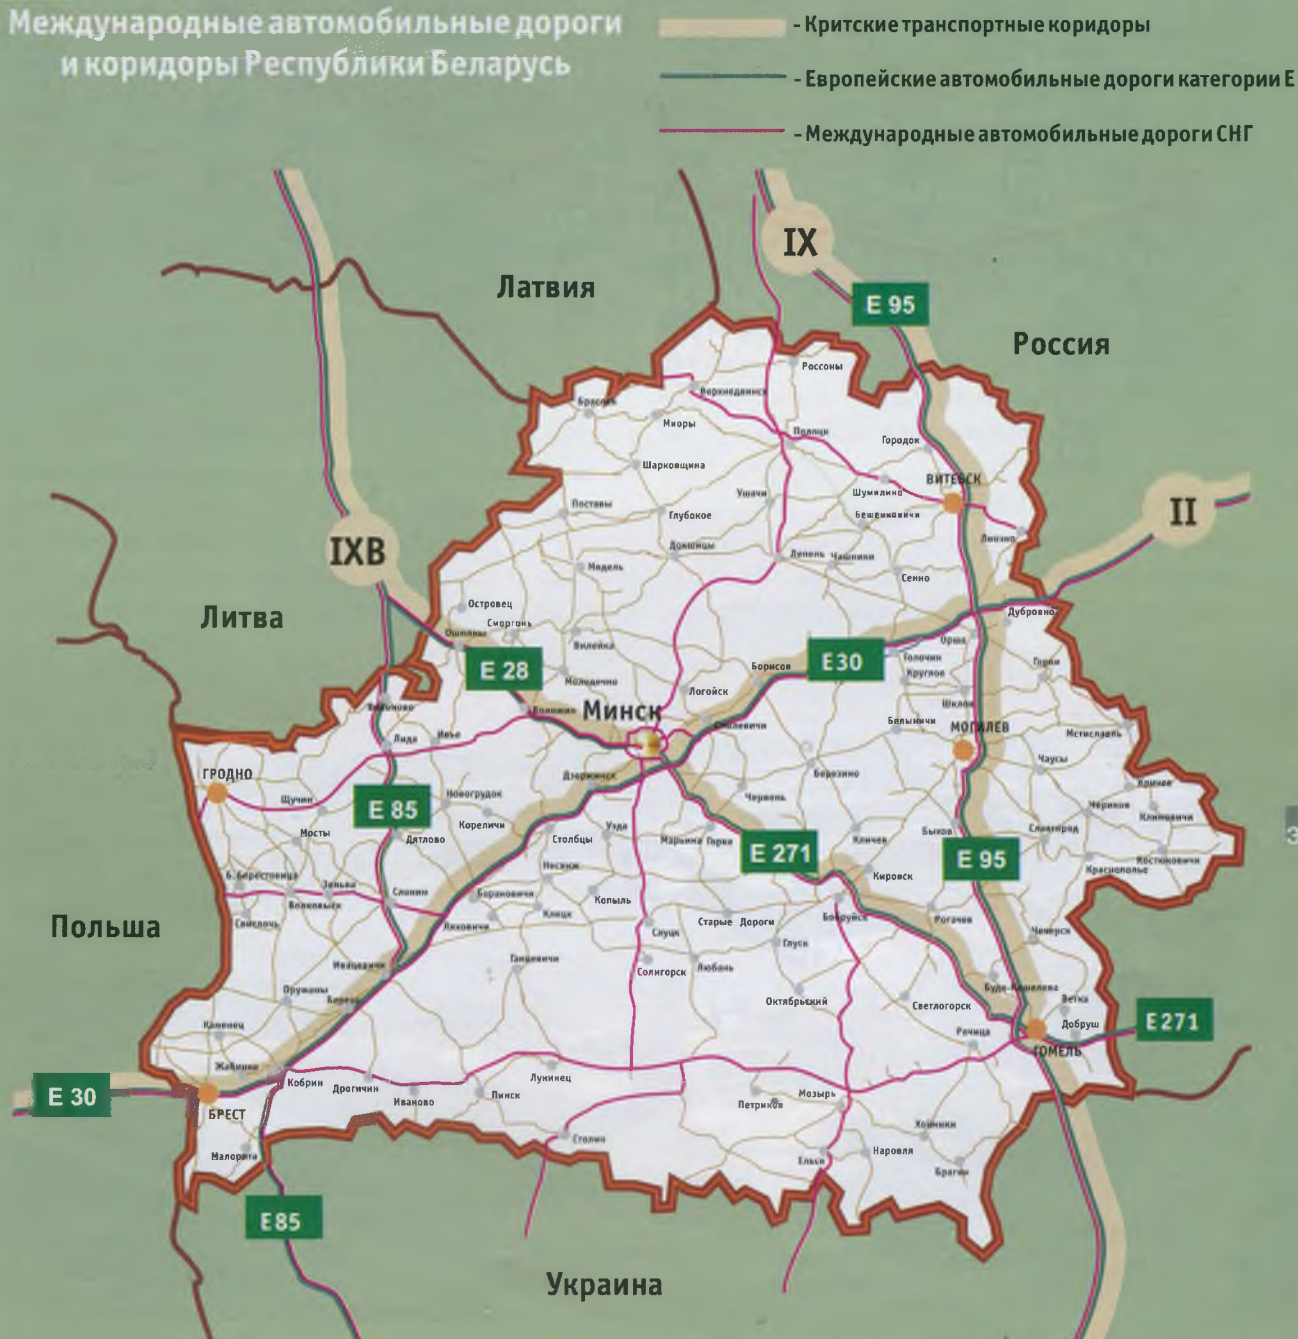 Международные автомобильные дороги
и коридоры Республики Беларусь
- Критские транспортные коридоры
- Европейские автомобильные дороги категории Е
- Международные автомобильные дороги СНГ
IX
E 95
Латвия
Россия
Россоны
Верхнедвинск
Браслав
Миоры
Полоцк
Городок
Шарковщина
ВИТЕБСК
II
Ушачи
Шумилино
Поставы
Глубокое
Бешенковичи
Лиозно
IXB
Докшицы
Лепель
Чашники
Мядель
Сенно
Островец
Дубровно
Литва
Сморгонь
Ошмяны
Орша
Вилейка
E 28
E30
Толочин
Горки
Борисов
Круглое
Молодечно
Логойск
Шклов
Воложин
Минск
Смолевичи
Белыничи
МОГИЛЕВ
Мстиславль
Лида
Ивье
ГРОДНО
Дзержинск
Березино
Чаусы
Кричев
Щучин
E 85
Новогрудок
Червень
Чериков
Климовичи
Мосты
Дятлово
Кореличи
Столбцы
Узда
Марьина Горка
Кличев
Быхов
Славгород
E 271
E 95
Костюковичи
Краснополье
Кировск
Б. Берестовица
Зельва
Слоним
Барановичи
Несвиж
Копыль
Волковыск
Клецк
Польша
Свислочь
Ляховичи
Слуцк
Старые Дороги
Бобруйск
Рогачев
Чечерск
Глуск
Ивацевичи
Ганцевичи
Солигорск
Любань
Пружаны
Береза
Октябрьский
Светлогорск
Буда-Кошелево
Ветка
Каменец
Речица
Добруш
E271
ГОМЕЛЬ
Жабинка
Кобрин
Дрогичин
Лунинец
E 30
БРЕСТ
Иваново
Пинск
Петриков
Мозырь
Малорита
Столин
Хойники
Ельск
Наровля
Брагин
E85
Украина